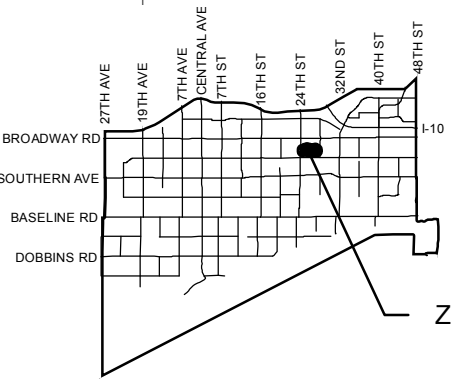 27TH AVE
19TH AVE
7TH AVE
CENTRAL AVE
7TH ST
16TH ST
24TH ST
32ND ST
40TH ST
48TH ST
I-10
BROADWAY RD
SOUTHERN AVE
BASELINE RD
DOBBINS RD
Z